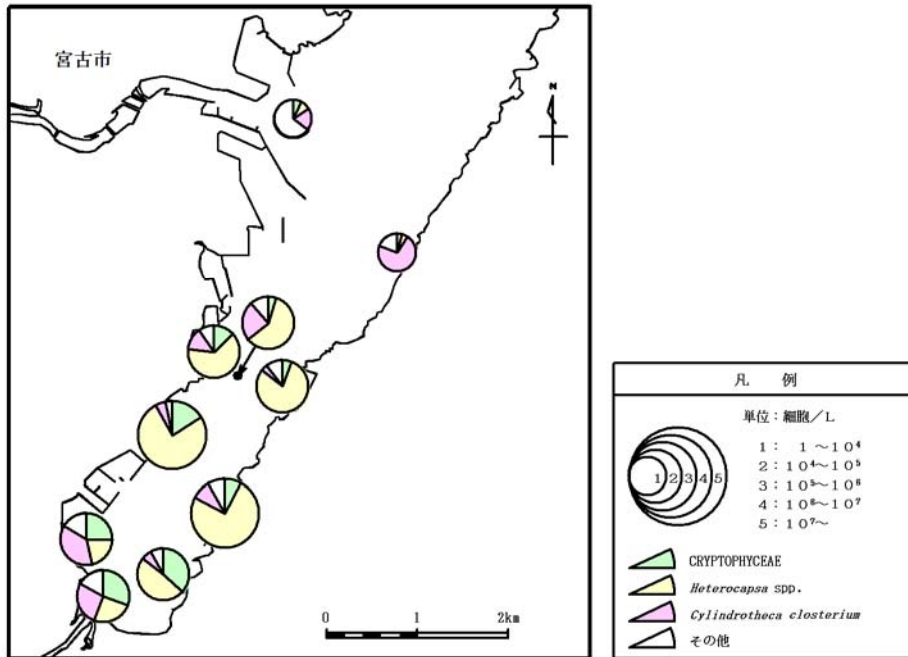 宮古市
N
0 1 2km
凡 例
単位：細胞／L
1： 1 ～10⁴
2：10⁴～10⁵
3：10⁵～10⁶
4：10⁶～10⁷
5：10⁷～
1 2 3 4 5
CRYPTOPHYCEAE
Heterocapsa spp.
Cylindrotheca closterium
その他